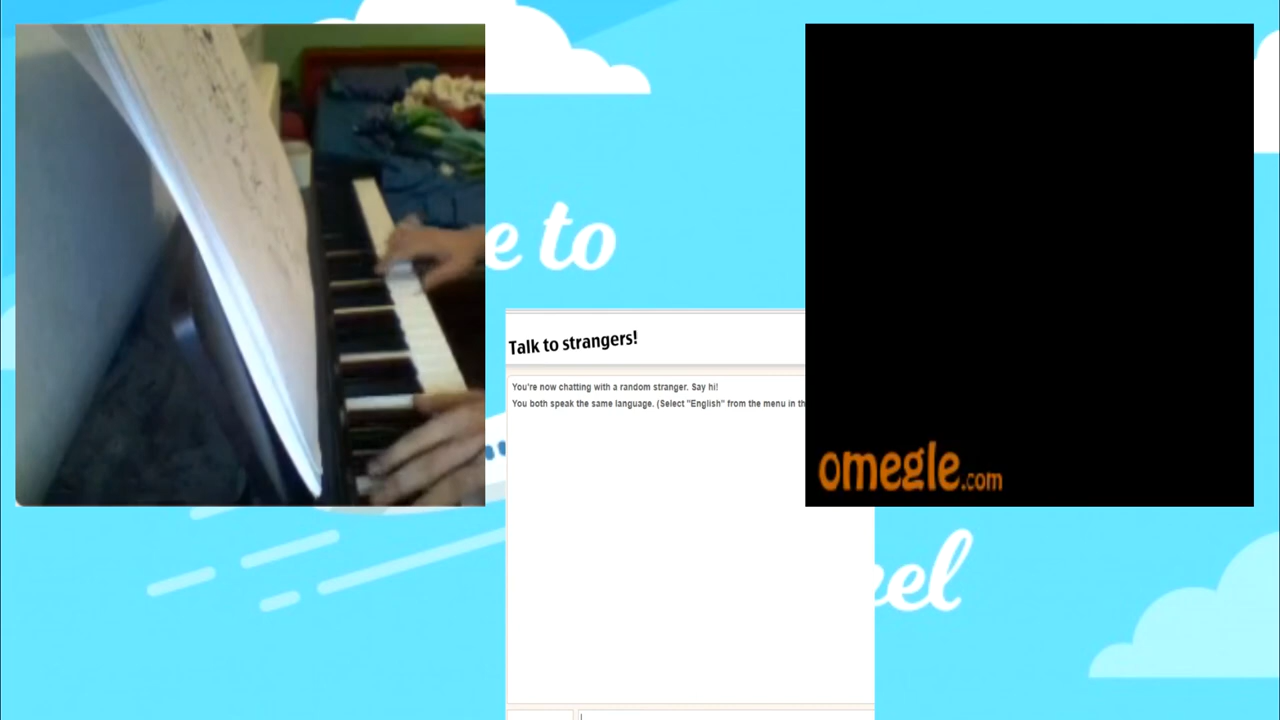 e to
Talk to strangers!
You're now chatting with a random stranger. Say hi!
You both speak the same language. (Select "English" from the menu in th
omegle.com
el